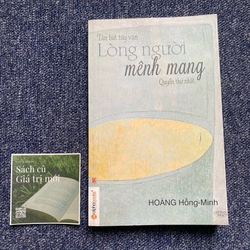 Tản bút tùy văn
Lòng người
mênh mang
Quyển thứ nhất
HOÀNG Hồng-Minh
Sách cũ
Giá trị mới